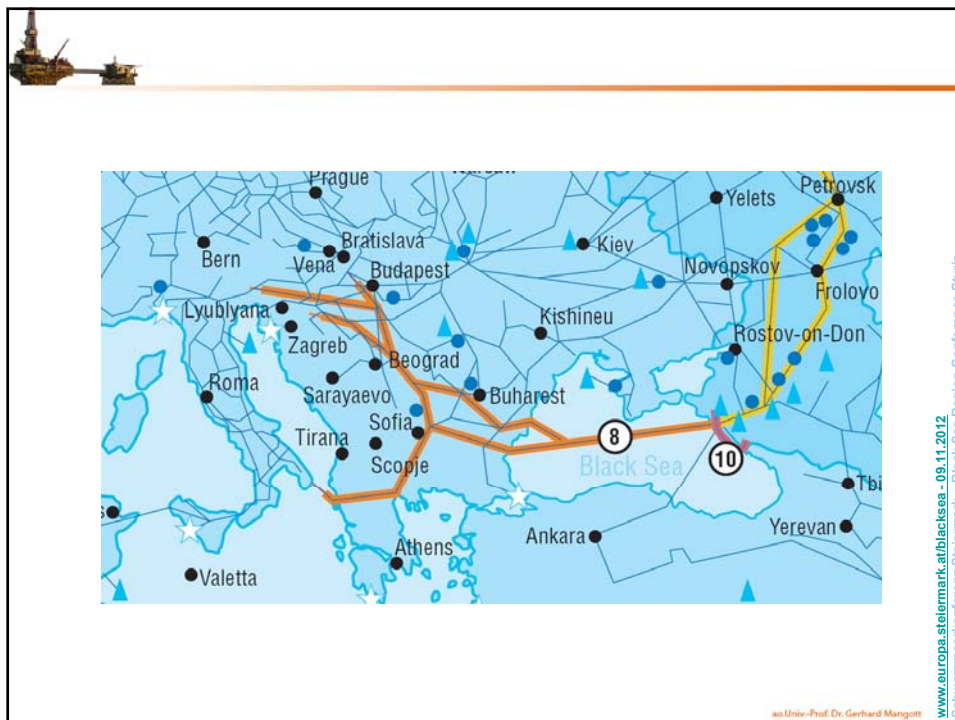 Prague
Petrovsk
Yelets
Bern
Bratislava
Vena
Kiev
Budapest
Novopskov
Frolovo
Lyublyana
Kishineu
Zagreb
Rostov-on-Don
Beograd
Roma
Sarayaevo
Buharest
Sofia
8
Tirana
Scopje
Black Sea
10
Tbi
Athens
Ankara
Yerevan
Valetta
www.europa.steiermark.at/blacksea - 09.11.2012
ao.Univ.-Prof. Dr. Gerhard Mangott